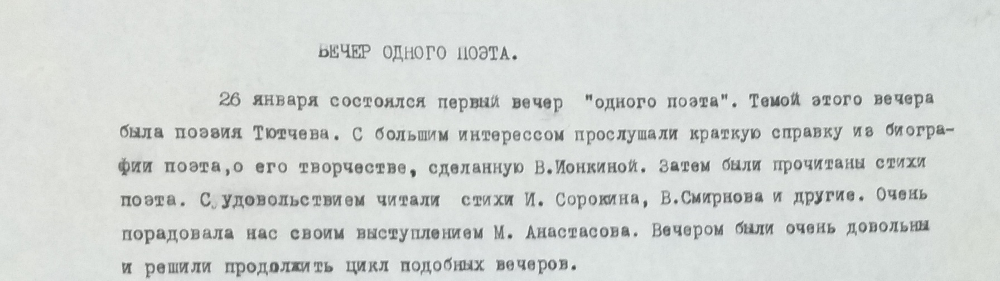 ВЕЧЕР ОДНОГО ПОЭТА.
26 января состоялся первый вечер "одного поэта". Темой этого вечера
была поэзия Тютчева. С большим интерессом прослушали краткую справку из биогра-
фии поэта,о его творчестве, сделанную В.Ионкиной. Затем были прочитаны стихи
поэта. С удовольствием читали стихи И. Сорокина, В.Смирнова и другие. Очень
порадовала нас своим выступлением М. Анастасова. Вечером были очень довольны
и решили продолжить цикл подобных вечеров.